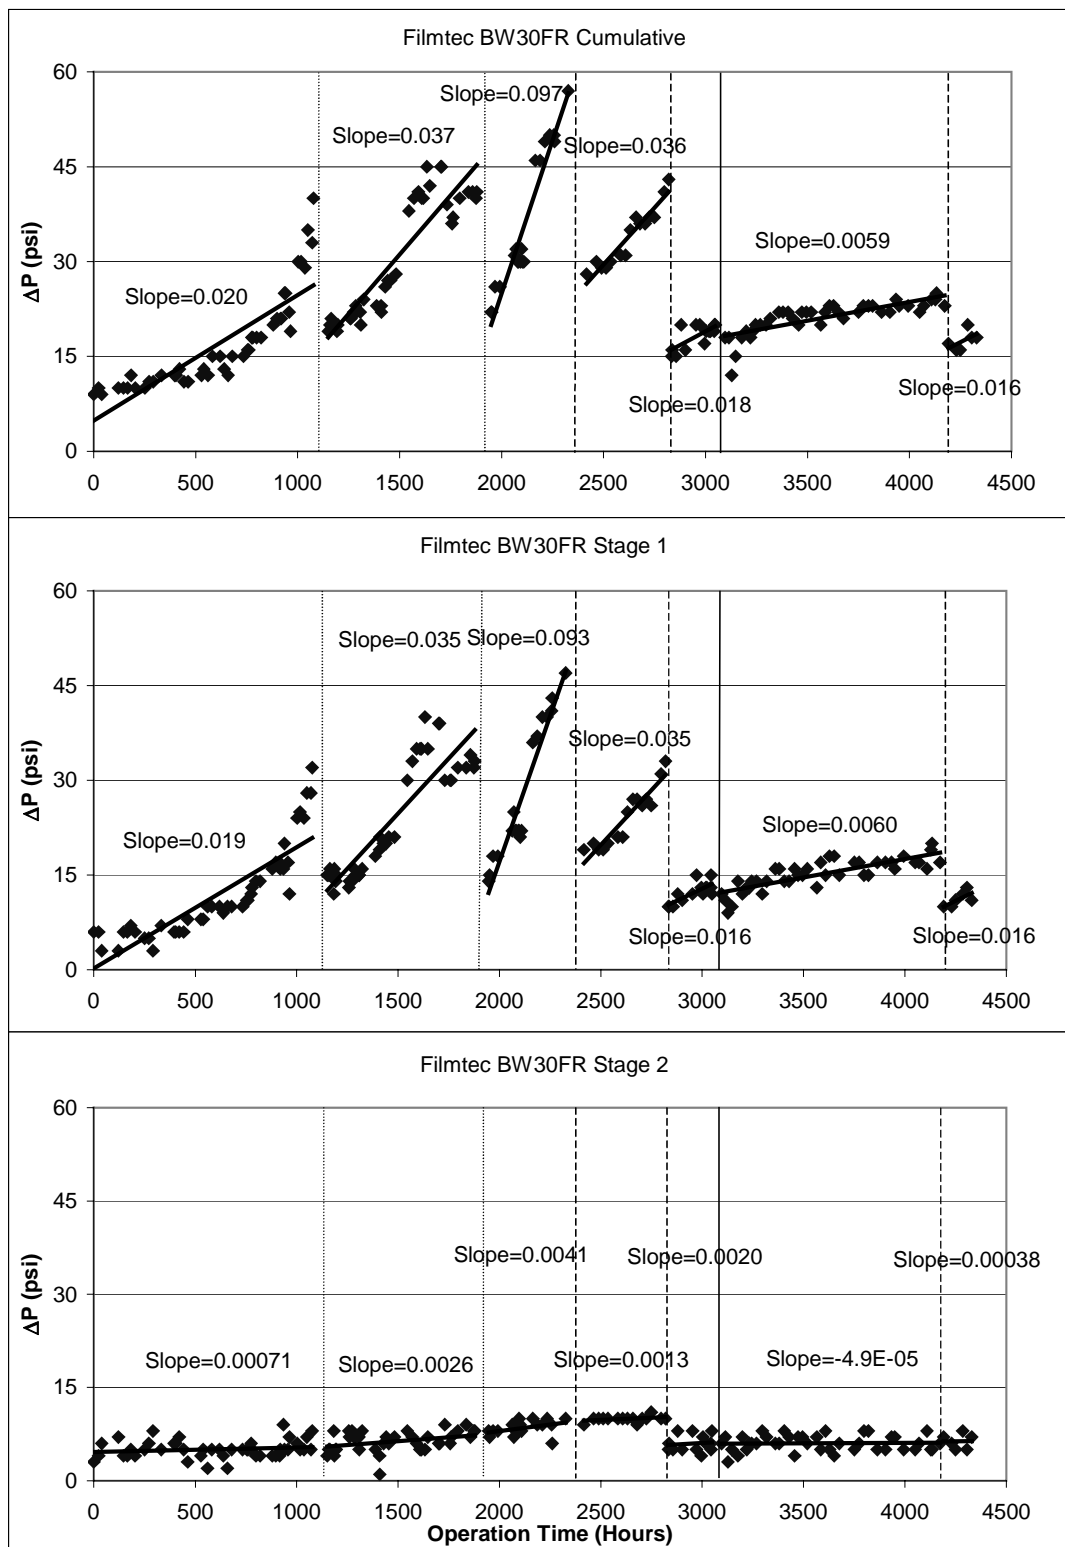 Filmtec BW30FR Cumulative
60
45
30
15
0
ΔP (psi)
Slope=0.020
Slope=0.037
Slope=0.097
Slope=0.036
Slope=0.018
Slope=0.0059
Slope=0.016
0 500 1000 1500 2000 2500 3000 3500 4000 4500
Filmtec BW30FR Stage 1
60
45
30
15
0
ΔP (psi)
Slope=0.019
Slope=0.035
Slope=0.093
Slope=0.035
Slope=0.016
Slope=0.0060
Slope=0.016
0 500 1000 1500 2000 2500 3000 3500 4000 4500
Filmtec BW30FR Stage 2
60
45
30
15
0
ΔP (psi)
Slope=0.00071
Slope=0.0026
Slope=0.0041
Slope=0.0013
Slope=0.0020
Slope=-4.9E-05
Slope=0.00038
0 500 1000 1500 2000 2500 3000 3500 4000 4500
Operation Time (Hours)